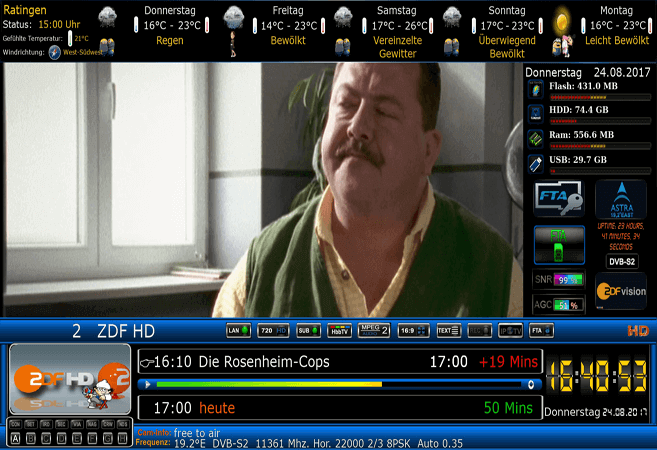 Ratingen
Status: 15:00 Uhr
Gefühlte Temperatur: 21°C
Windrichtung: West-Südwest
Donnerstag
16°C - 23°C
Regen
Freitag
14°C - 23°C
Bewölkt
Samstag
17°C - 26°C
Vereinzelte
Gewitter
Sonntag
17°C - 23°C
Überwiegend
Bewölkt
Montag
16°C - 23°C
Leicht Bewölkt
Donnerstag 24.08.2017
Flash: 431.0 MB
HDD: 74.4 GB
Ram: 556.6 MB
USB: 29.7 GB
FTA
ASTRA
19,2°EAST
UPTIME: 23 HOURS,
41 MINUTES, 34
SECONDS
FTA
DVB-S2
SNR 99 %
AGC 51 %
ZDFvision
2 ZDF HD
LAN
720 HD
SUB
HbbTV
MPEG 2
16:9
TEXT
FTA
HD
ZDF HD
16:10 Die Rosenheim-Cops 17:00 +19 Mins
17:00 heute 50 Mins
16:40:53
Donnerstag 24.08.2017
A B C D E F G H
free to air
Frequenz: 19.2°E DVB-S2 11361 Mhz. Hor. 22000 2/3 8PSK Auto 0.35